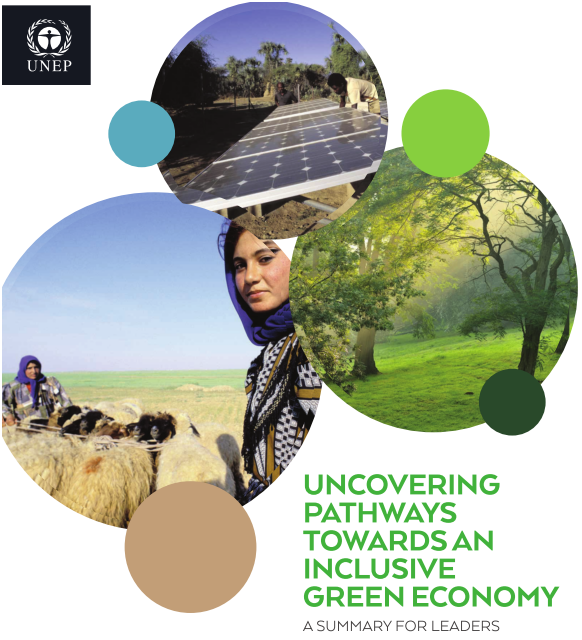 UNEP
UNCOVERING
PATHWAYS
TOWARDS AN
INCLUSIVE
GREEN ECONOMY
A SUMMARY FOR LEADERS